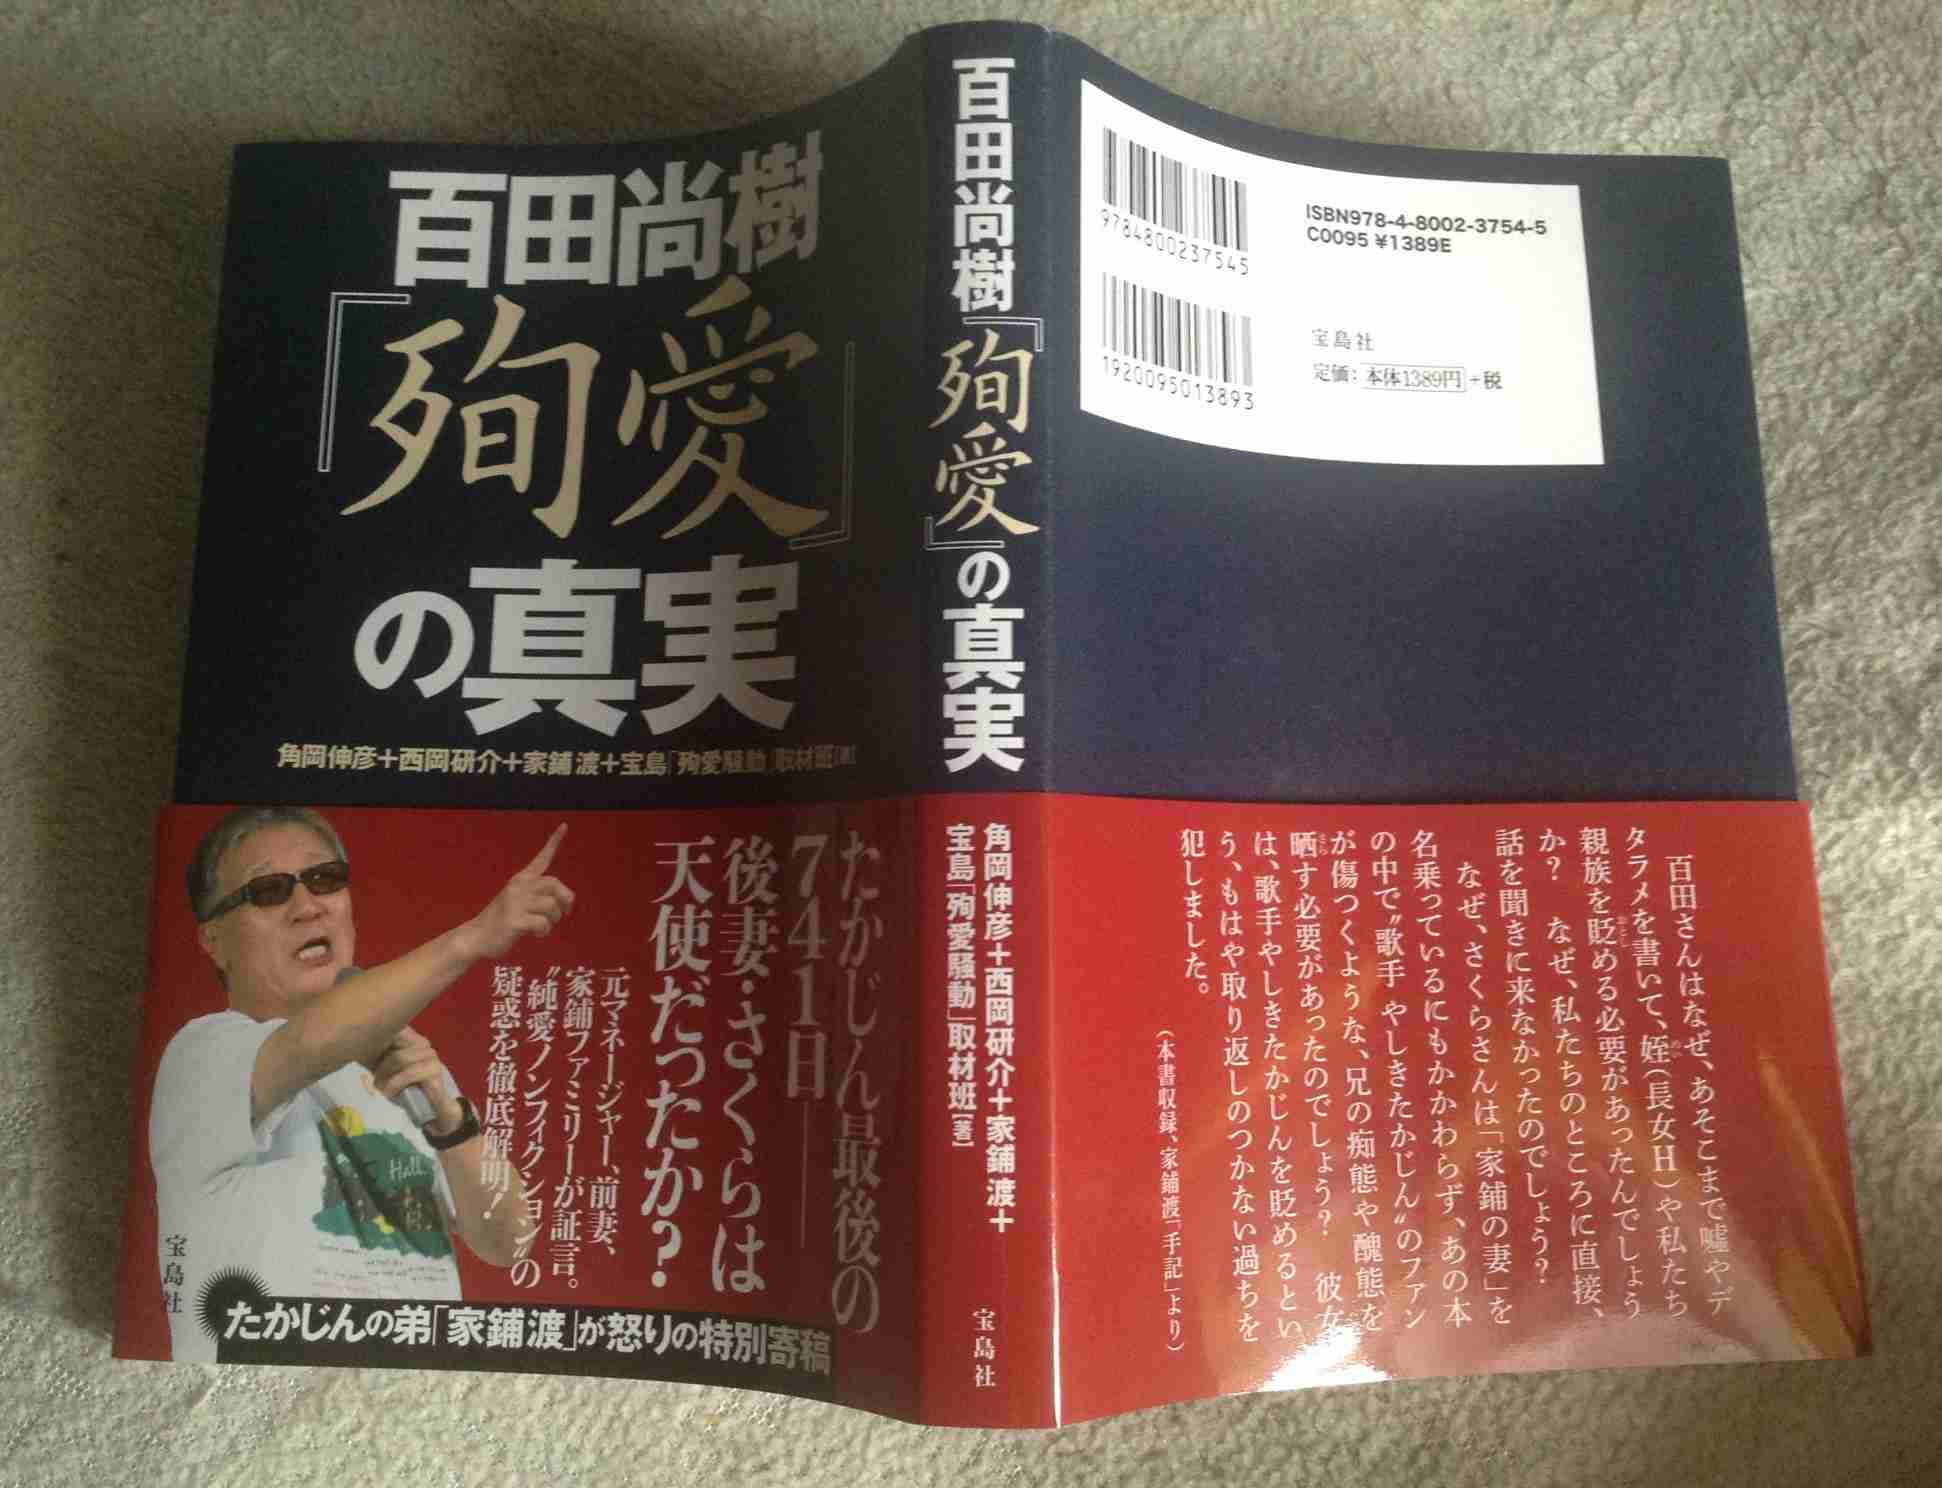 百田尚樹
『殉愛』
の真実
角岡伸彦+西岡研介+家鋪渡+宝島「殉愛騒動」取材班[著]
たかじん最後の
741日――
後妻・さくらは
天使だったか?
元マネージャー、前妻、
家鋪ファミリーが証言。
“純愛ノンフィクション”の
疑惑を徹底解明!
宝島社
たかじんの弟「家鋪渡」が怒りの特別寄稿
Hall
百田尚樹『殉愛』の真実
角岡伸彦+西岡研介+家鋪渡+
宝島「殉愛騒動」取材班[著]
宝島社
9784800237545
1920095013893
ISBN978-4-8002-3754-5
C0095 ¥1389E
宝島社
定価:本体1389円+税
百田さんはなぜ、あそこまで嘘やデ
タラメを書いて、姪(長女H)や私たち
親族を貶める必要があったんでしょう
か? なぜ、私たちのところに直接、
話を聞きに来なかったのでしょう?
なぜ、さくらさんは「家鋪の妻」を
名乗っているにもかかわらず、あの本
の中で“歌手やしきたかじん”のファン
が傷つくような、兄の痴態や醜態を
晒す必要があったのでしょう? 彼女
は、歌手やしきたかじんを貶めるとい
う、もはや取り返しのつかない過ちを
犯しました。
(本書収録、家鋪渡「手記」より)